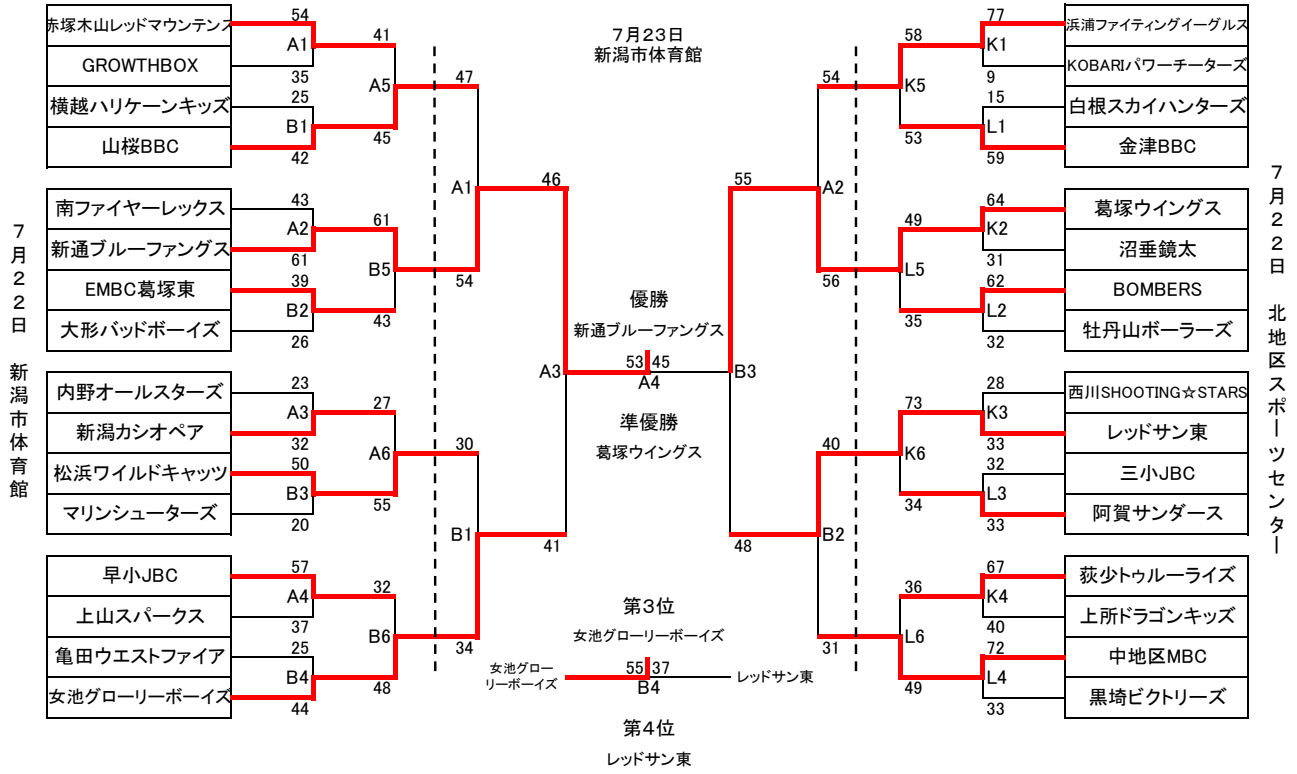 7月23日
新潟市体育館
7月22日 新潟市体育館
赤塚木山レッドマウンテンズ
GROWTHBOX
横越ハリケーンキッズ
山桜BBC
南ファイヤーレックス
新通ブルーファングス
EMBC葛塚東
大形バッドボーイズ
内野オールスターズ
新潟カシオペア
松浜ワイルドキャッツ
マリンシューターズ
早小JBC
上山スパークス
亀田ウエストファイア
女池グローリーボーイズ
54
A1
35
25
B1
42
43
A2
61
39
B2
26
23
A3
32
50
B3
20
57
A4
37
25
B4
44
41
A5
45
61
B5
43
27
A6
55
32
B6
48
47
A1
54
30
B1
34
46
A3
41
優勝
新通ブルーファングス
53 45
A4
準優勝
葛塚ウイングス
第3位
女池グローリーボーイズ
女池グロー
リーボーイズ
55 37
B4
レッドサン東
第4位
レッドサン東
55
B3
48
54
A2
56
40
B2
31
58
K5
53
49
L5
35
73
K6
34
36
L6
49
77
K1
9
15
L1
59
64
K2
31
62
L2
32
28
K3
33
32
L3
33
67
K4
40
72
L4
33
浜浦ファイティングイーグルス
KOBARIパワーチーターズ
白根スカイハンターズ
金津BBC
葛塚ウイングス
沼垂鏡太
BOMBERS
牡丹山ボーラーズ
西川SHOOTING☆STARS
レッドサン東
三小JBC
阿賀サンダース
荻少トゥルーライズ
上所ドラゴンキッズ
中地区MBC
黒埼ビクトリーズ
7月22日 北地区スポーツセンター